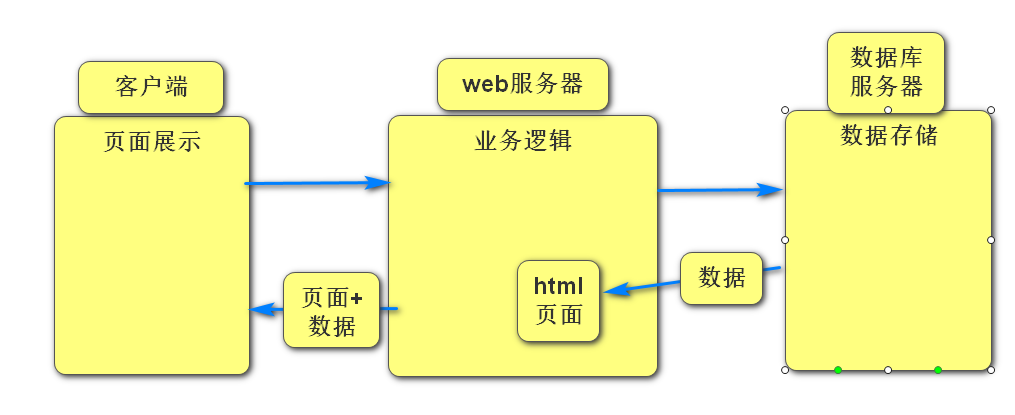 客户端
页面展示
web服务器
业务逻辑
数据库
服务器
数据存储
html
页面
数据
页面+
数据